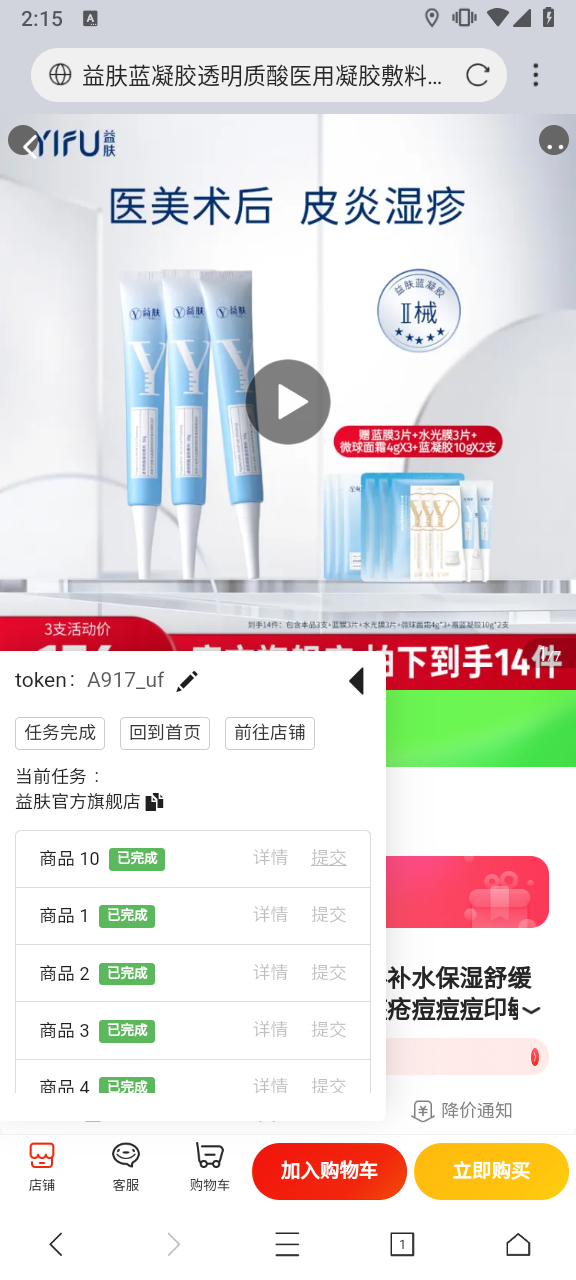 2:15
A
益肤蓝凝胶透明质酸医用凝胶敷料...
YIFU 益肤
医美术后 皮炎湿疹
益肤蓝凝胶
II械
益肤 益肤 益肤
赠蓝膜3片+水光膜3片+
微球面霜4gX3+蓝凝胶10gX2支
到手14件：包含本品3支+蓝膜3片+水光膜3片+微球面霜4g*3+蓝凝胶10g*2支
3支活动价
拍下到手14件
token： A917_uf
任务完成 回到首页 前往店铺
当前任务 ：
益肤官方旗舰店
商品 10 已完成 详情 提交
商品 1 已完成 详情 提交
商品 2 已完成 详情 提交
补水保湿舒缓
商品 3 已完成 详情 提交
疮痘痘痘印敏
商品 4 已完成 详情 提交
降价通知
店铺 客服 购物车 加入购物车 立即购买
1